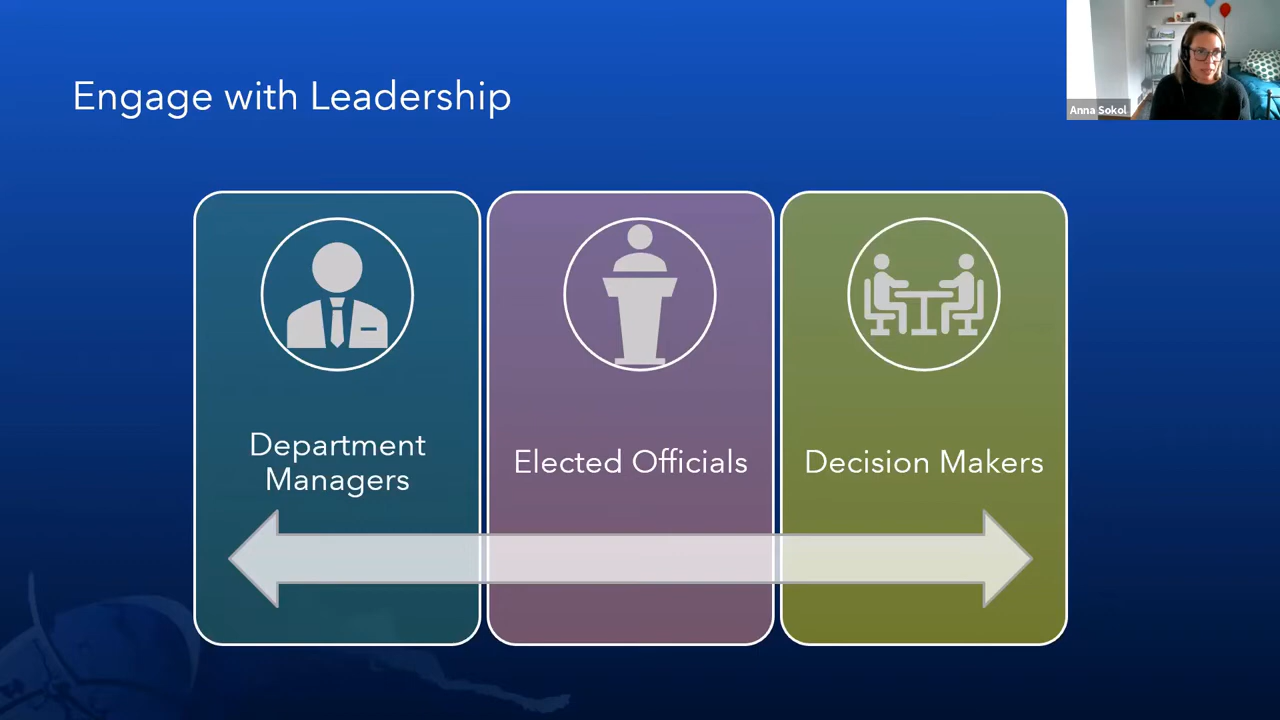 Engage with Leadership
Anna Sokol
Department
Managers
Elected Officials
Decision Makers